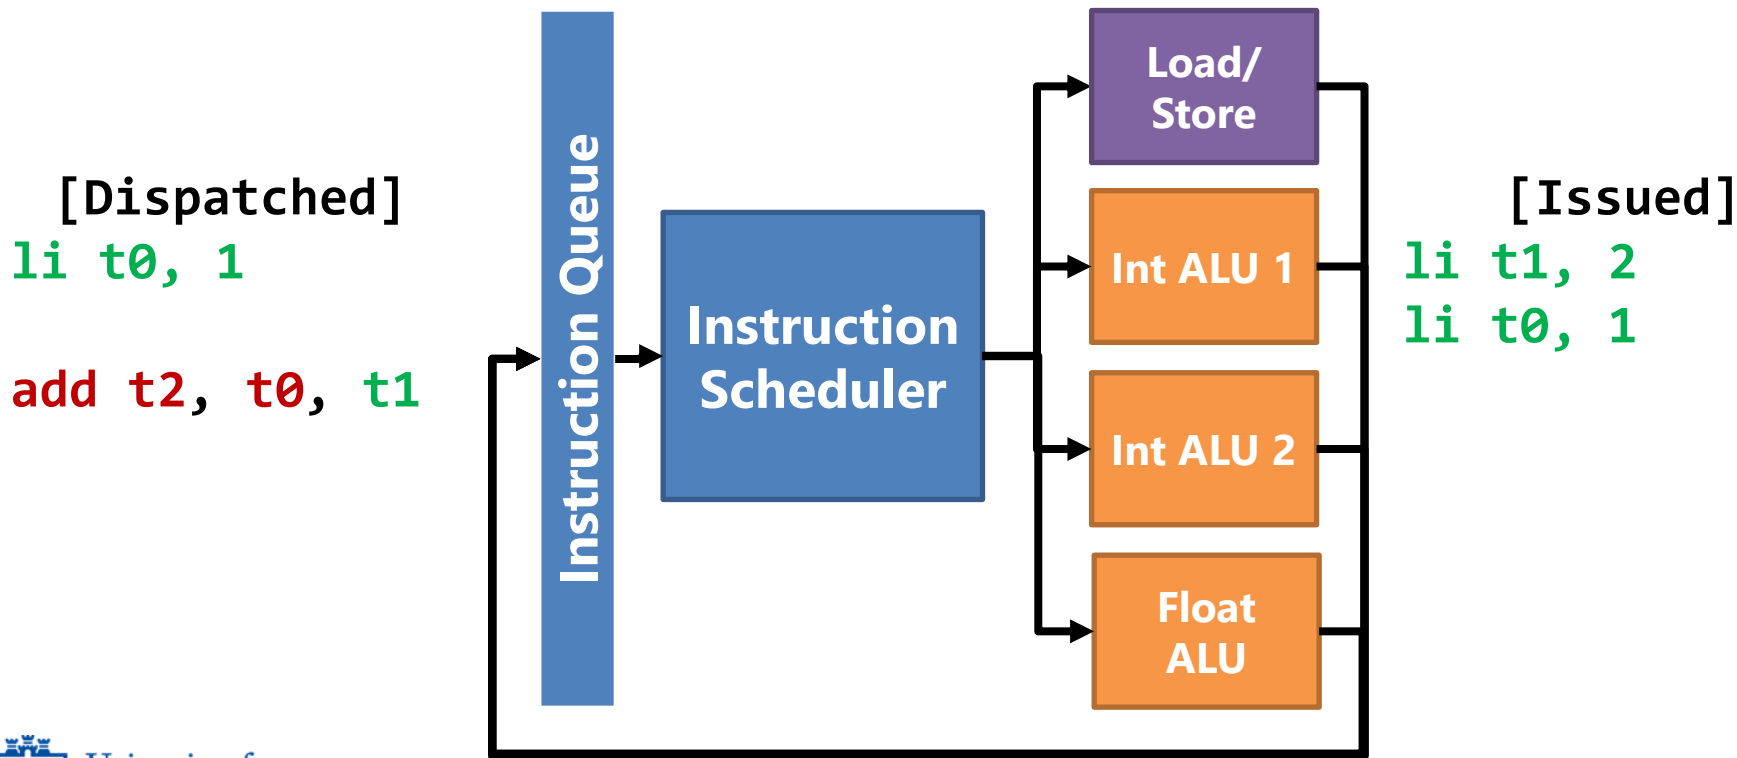 [Dispatched]
li t0, 1
add t2, t0, t1
Instruction Queue
Instruction
Scheduler
Load/
Store
Int ALU 1
Int ALU 2
Float
ALU
[Issued]
li t1, 2
li t0, 1